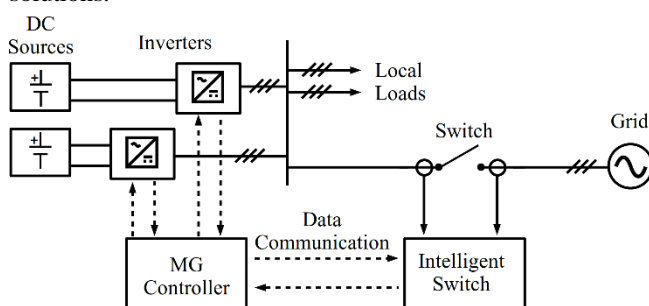 solutions.
DC
Sources
Inverters
Local
Loads
Switch
Grid
Data
Communication
MG
Controller
Intelligent
Switch